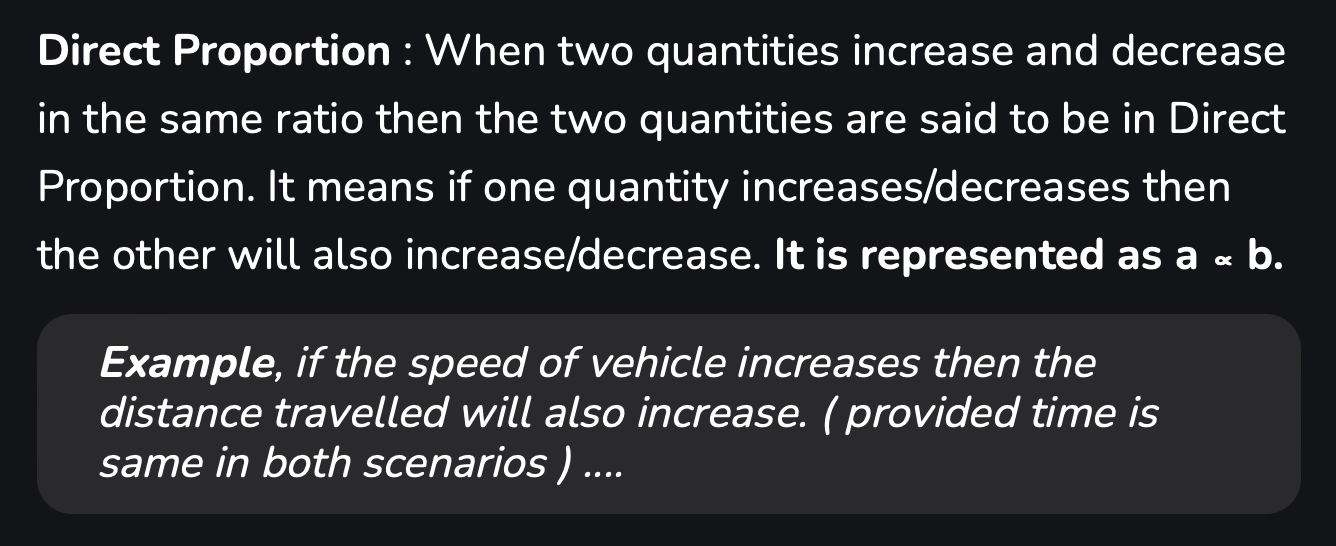 Direct Proportion : When two quantities increase and decrease
in the same ratio then the two quantities are said to be in Direct
Proportion. It means if one quantity increases/decreases then
the other will also increase/decrease. It is represented as a ∝ b.
Example, if the speed of vehicle increases then the
distance travelled will also increase. ( provided time is
same in both scenarios ) ....